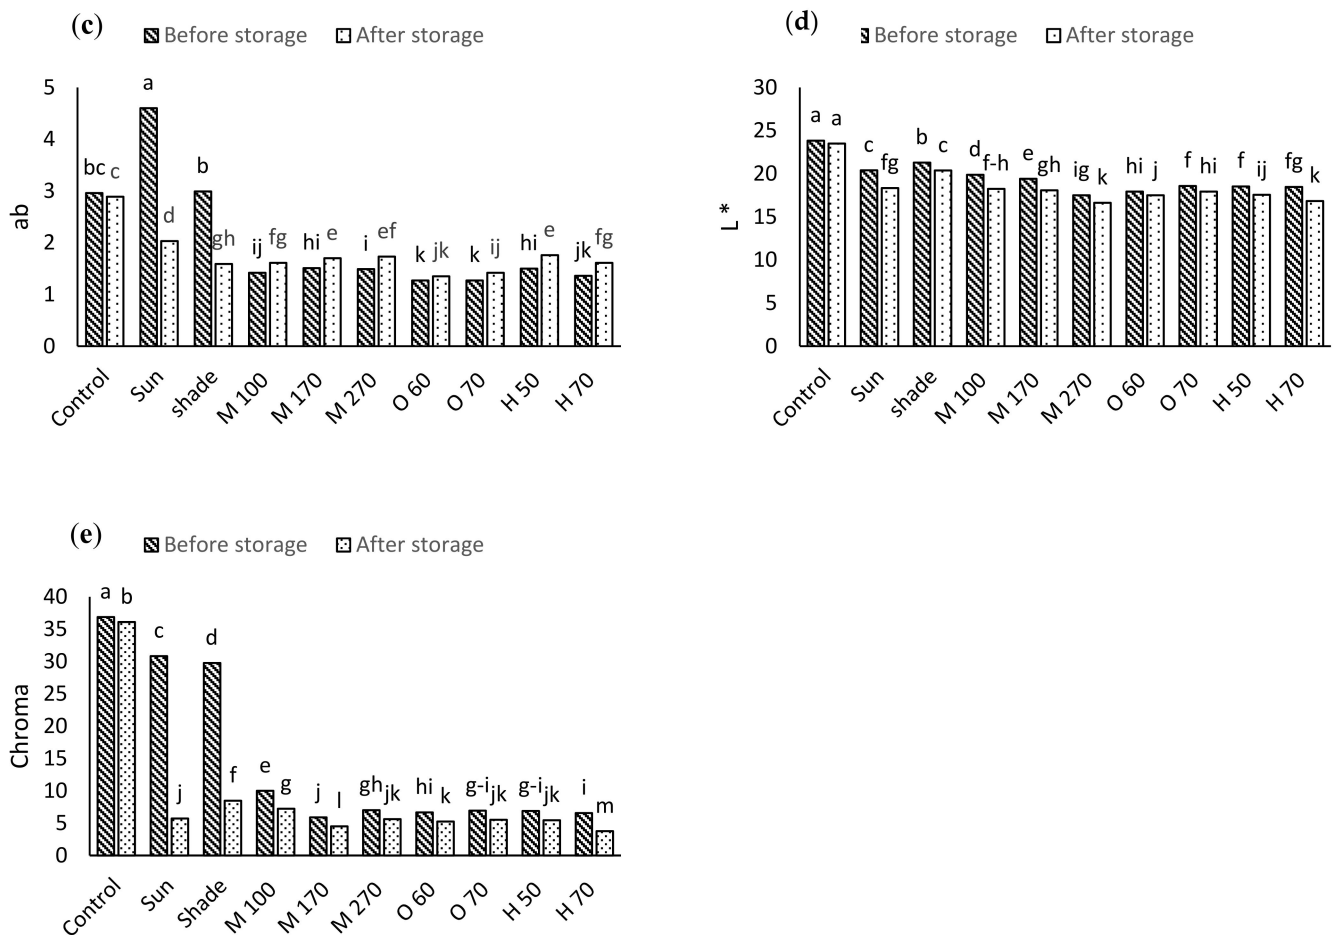 (c)
Before storage After storage
5
4
3
2
1
0
ab
bc c a d b gh ij fg hi e i ef k jk k ij hi e jk fg
Control Sun shade M 100 M 170 M 270 O 60 O 70 H 50 H 70
(d)
Before storage After storage
30
25
20
15
10
5
0
L*
a a c fg b c d f-h e gh ig k hi j f hi f ij fg k
Control Sun shade M 100 M 170 M 270 O 60 O 70 H 50 H 70
(e)
Before storage After storage
40
35
30
25
20
15
10
5
0
Chroma
a b c j d f e g j l gh jk hi k g-i jk g-i jk i m
Control Sun Shade M 100 M 170 M 270 O 60 O 70 H 50 H 70